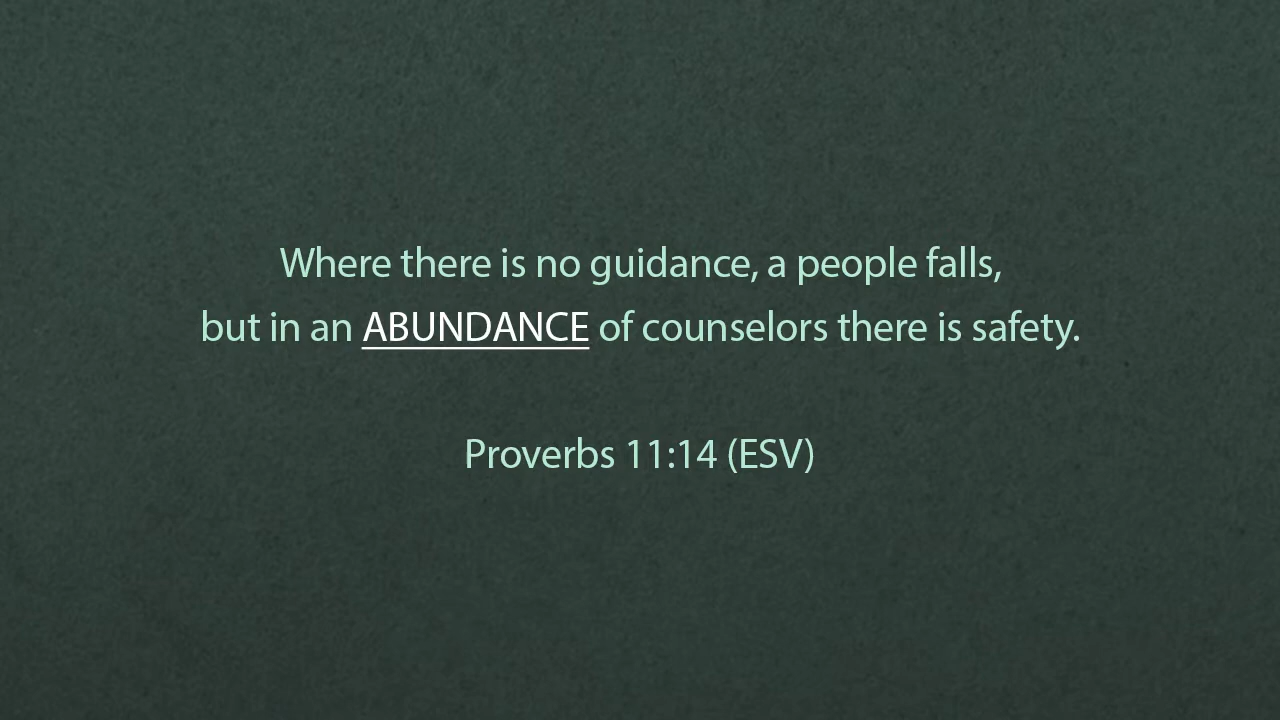 Where there is no guidance, a people falls,
but in an ABUNDANCE of counselors there is safety.
Proverbs 11:14 (ESV)